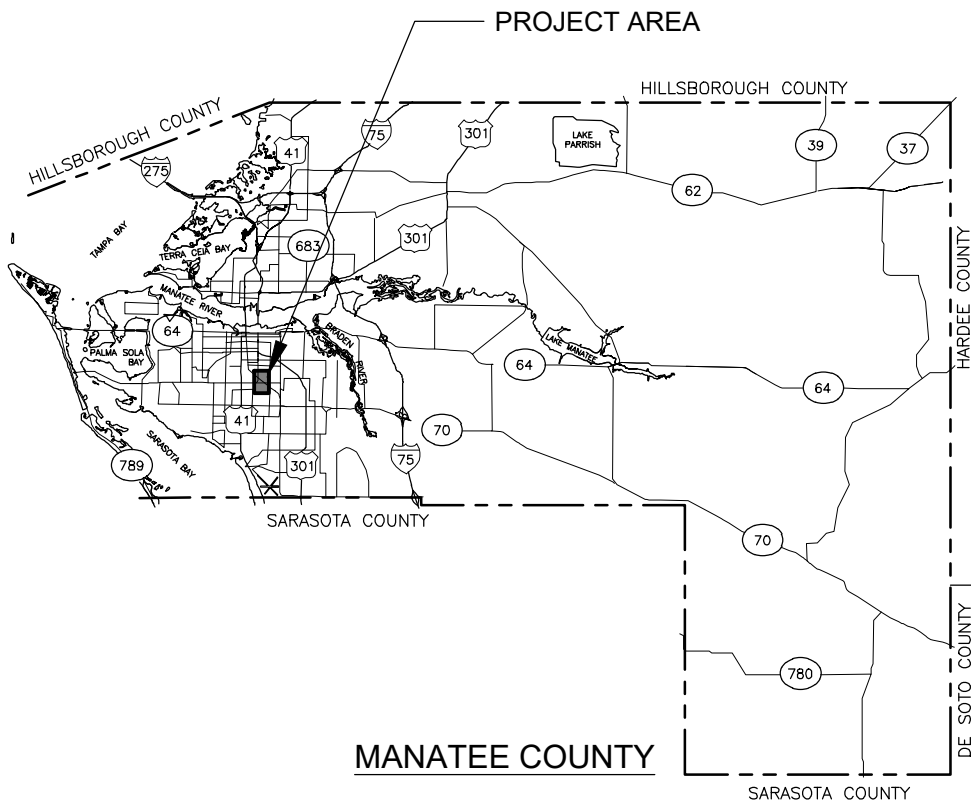 PROJECT AREA
HILLSBOROUGH COUNTY
HILLSBOROUGH COUNTY
75
301
41
LAKE
PARRISH
39
37
275
62
TAMPA BAY
TERRA CEIA BAY
683
301
HARDEE COUNTY
MANATEE RIVER
64
BRADEN
RIVER
LAKE MANATEE
PALMA SOLA
BAY
64
64
41
70
SARASOTA BAY
789
301
75
SARASOTA COUNTY
70
DE SOTO COUNTY
780
MANATEE COUNTY
SARASOTA COUNTY